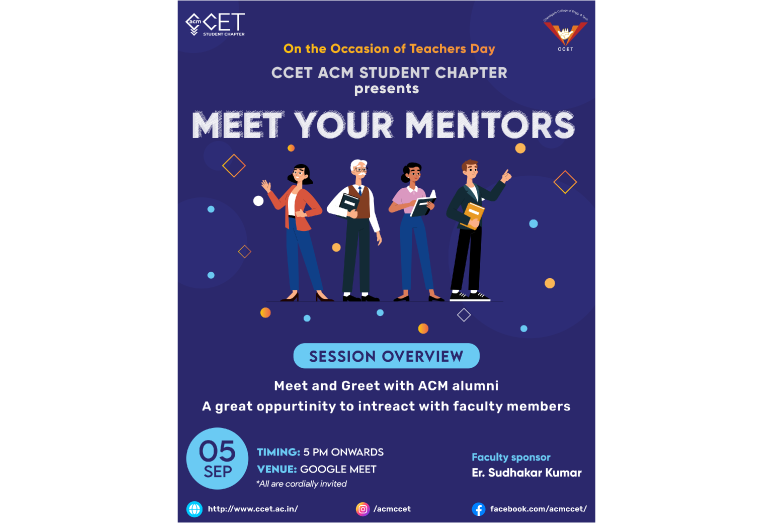 acm CCET
STUDENT CHAPTER
CCET
On the Occasion of Teachers Day
CCET ACM STUDENT CHAPTER
presents
MEET YOUR MENTORS
SESSION OVERVIEW
Meet and Greet with ACM alumni
A great oppurtinity to intreact with faculty members
05
SEP
TIMING: 5 PM ONWARDS
VENUE: GOOGLE MEET
*All are cordially invited
Faculty sponsor
Er. Sudhakar Kumar
http://www.ccet.ac.in/
/acmccet
facebook.com/acmccet/